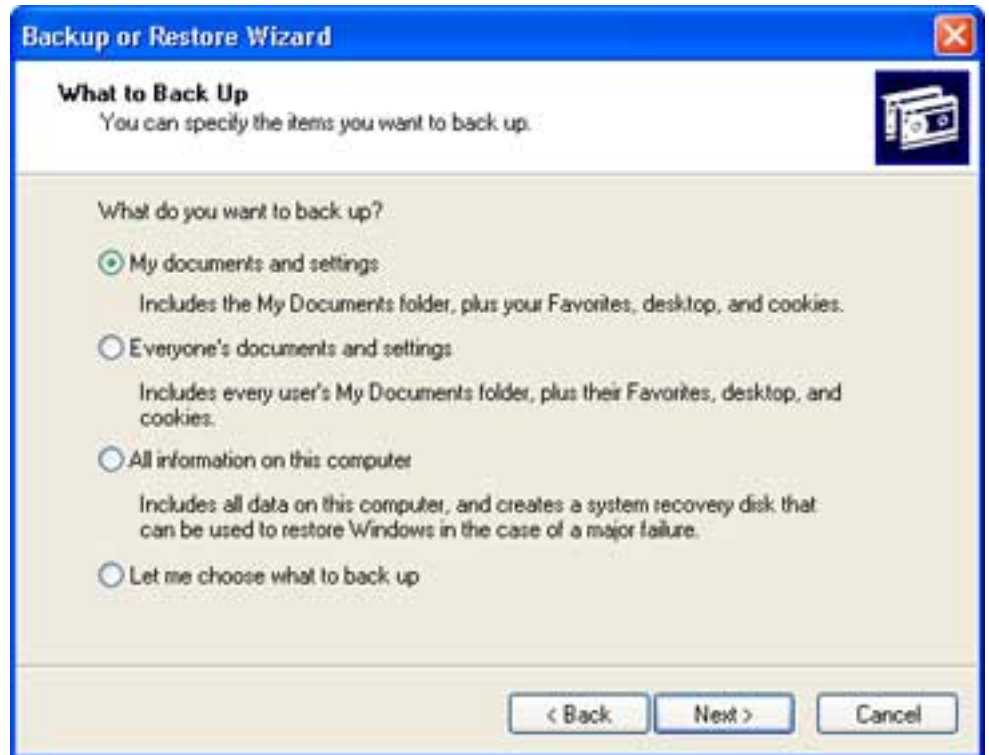 Backup or Restore Wizard
What to Back Up
You can specify the items you want to back up.
What do you want to back up?
My documents and settings
Includes the My Documents folder, plus your Favorites, desktop, and cookies.
Everyone's documents and settings
Includes every user's My Documents folder, plus their Favorites, desktop, and
cookies.
All information on this computer
Includes all data on this computer, and creates a system recovery disk that
can be used to restore Windows in the case of a major failure.
Let me choose what to back up
< Back
Next >
Cancel